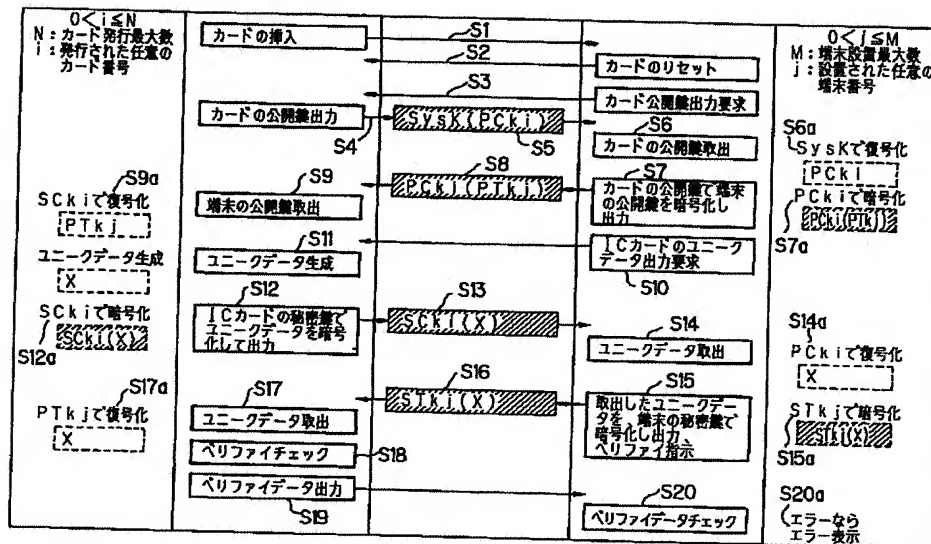 0<i≦N
N:カード発行最大数
i:発行された任意の
カード番号
カードの挿入
S1
S2
カードのリセット
0<j≦M
M:端末設置最大数
j:設置された任意の
端末番号
S3
カード公開鍵出力要求
カードの公開鍵出力
S4
SysK(PCki)
S5
S6
カードの公開鍵取出
S6a
SysKで復号化
PCki
S9a
SCkiで復号化
PTkj
S9
端末の公開鍵取出
S8
PCki(PTkj)
S7
カードの公開鍵で端末
の公開鍵を暗号化し
出力
PCkiで暗号化
PCki(PTkj)
S7a
S11
ユニークデータ生成
ICカードのユニーク
データ出力要求
S10
ユニークデータ生成
X
S12
ICカードの秘密鍵で
ユニークデータを暗号
化して出力
S13
SCki(X)
SCkiで暗号化
SCki(X)
S12a
S14
ユニークデータ取出
S14a
PCkiで復号化
X
S17a
PTkjで復号化
X
S17
ユニークデータ取出
S16
STkj(X)
S15
取出したユニークデー
タを、端末の秘密鍵で
暗号化し出力、
ベリファイ指示
STkjで暗号化
STkj(X)
S15a
ベリファイチェック
S18
ベリファイデータ出力
S19
S20
ベリファイデータチェック
S20a
エラーなら
エラー表示